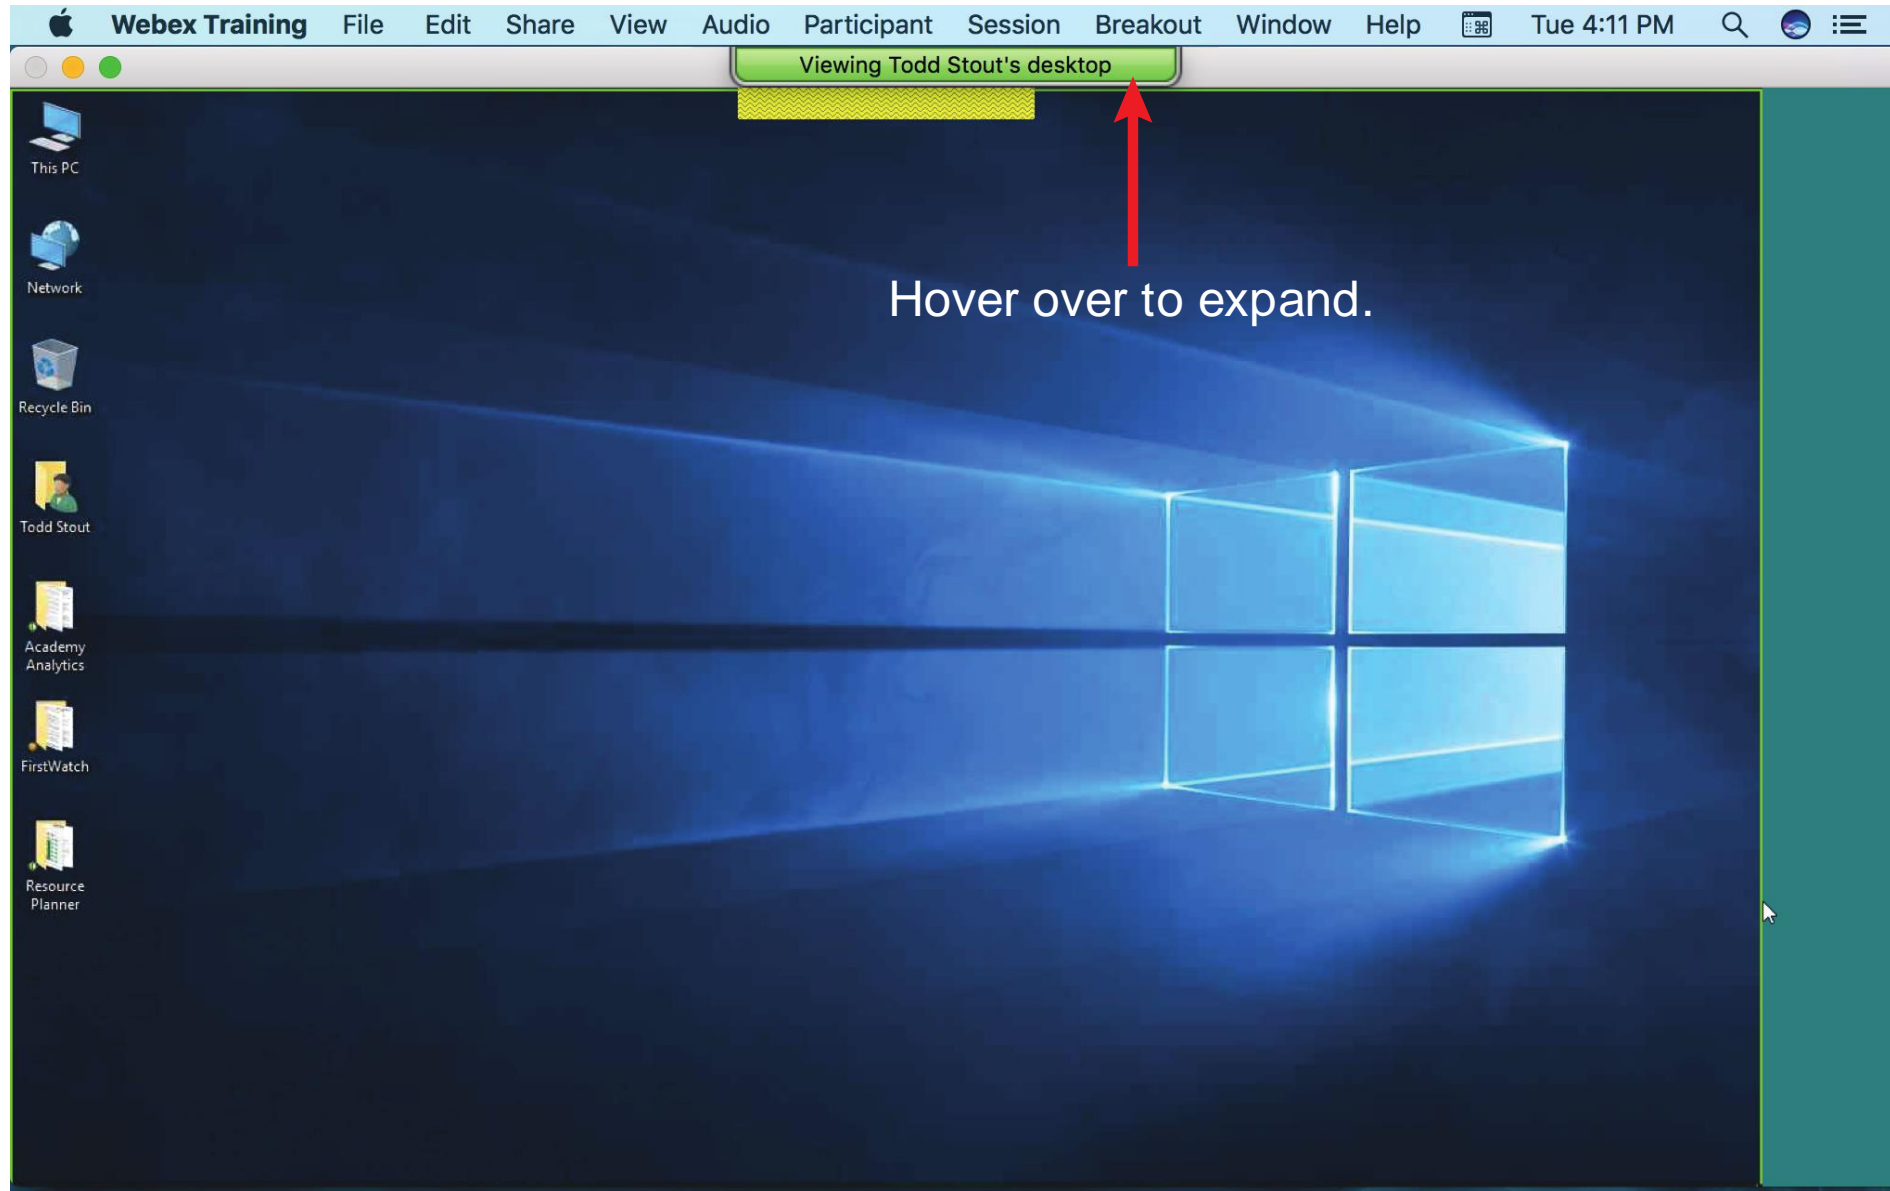 Webex Training File Edit Share View Audio Participant Session Breakout Window Help Tue 4:11 PM
Viewing Todd Stout's desktop
Hover over to expand.
This PC
Network
Recycle Bin
Todd Stout
Academy
Analytics
FirstWatch
Resource
Planner